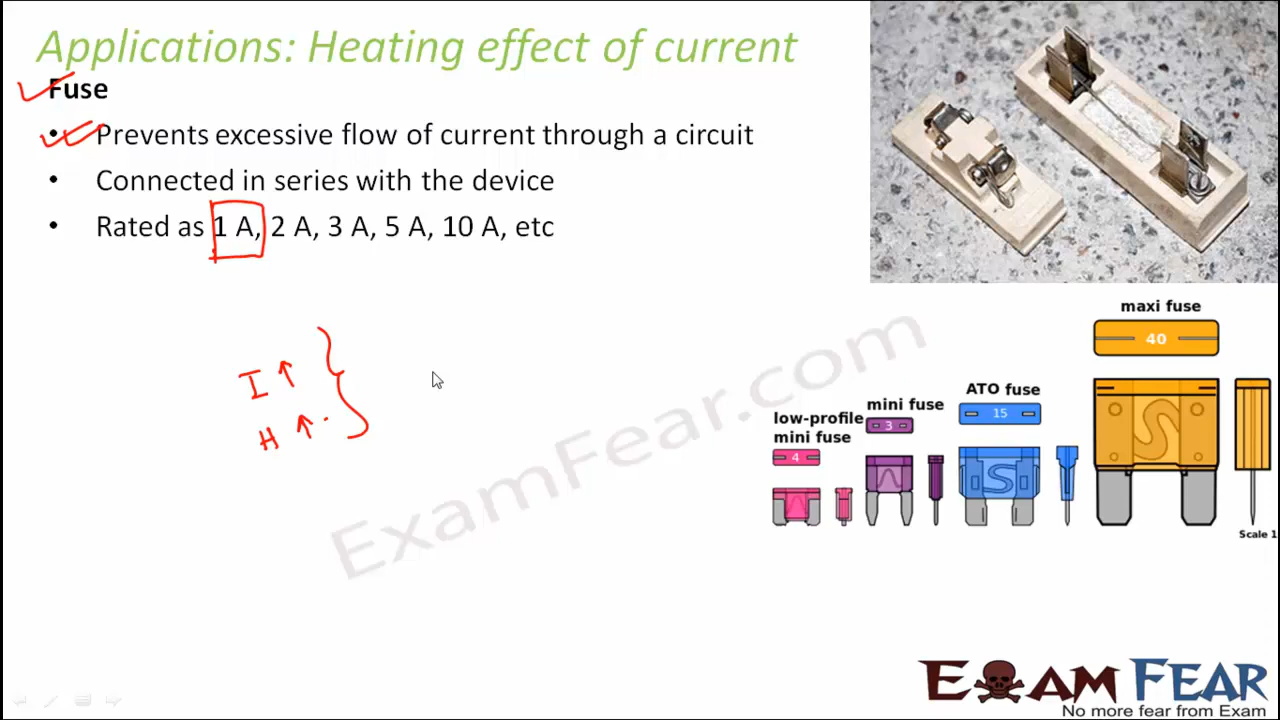 Applications: Heating effect of current
Fuse
• Prevents excessive flow of current through a circuit
• Connected in series with the device
• Rated as 1 A, 2 A, 3 A, 5 A, 10 A, etc
I ↑
H ↑
maxi fuse
40
ATO fuse
15
mini fuse
3
low-profile
mini fuse
4
Scale 1
ExamFear.com
EXAM FEAR
No more fear from Exam